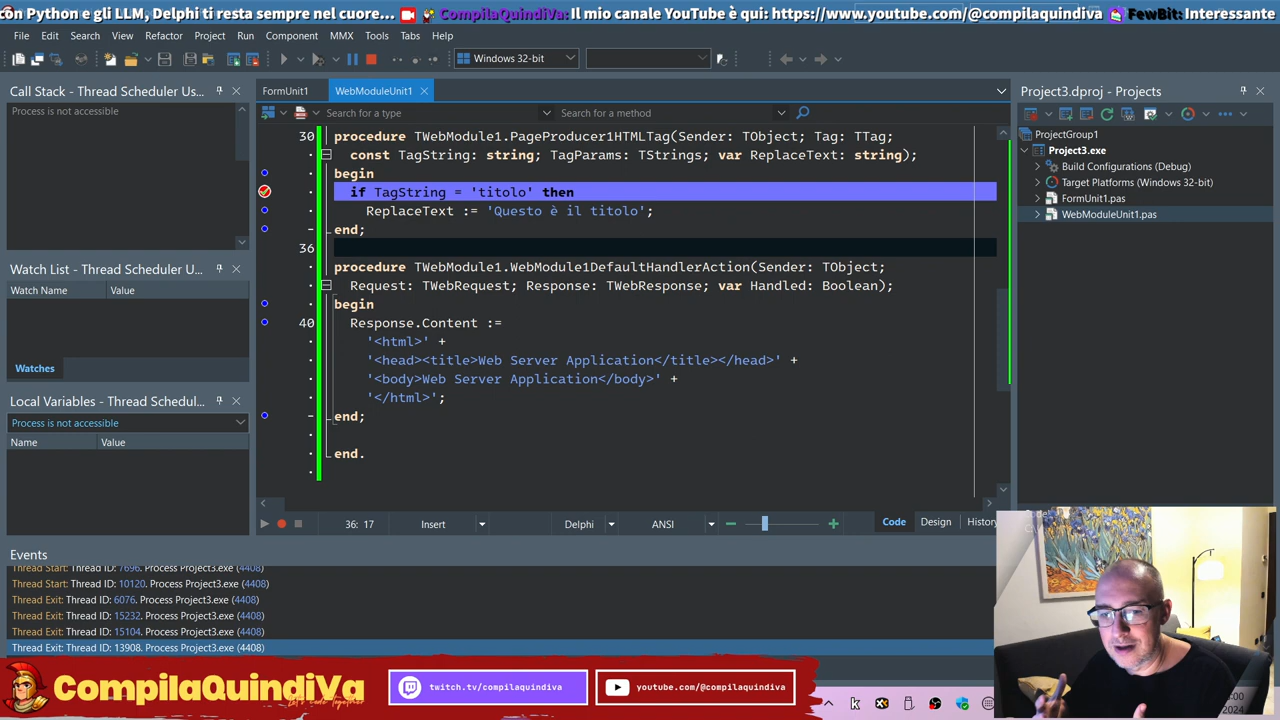 con Python e gli LLM, Delphi ti resta sempre nel cuore... CompilaQuindiVa: Il mio canale YouTube è qui: https://www.youtube.com/@compilaquindiva FewBit: Interessante
File Edit Search View Refactor Project Run Component MMX Tools Tabs Help
Windows 32-bit
Call Stack - Thread Scheduler Us...
Process is not accessible
Watch List - Thread Scheduler U...
Watch Name Value
Watches
Local Variables - Thread Schedul...
Process is not accessible
Name Value
FormUnit1 WebModuleUnit1
Search for a type Search for a method
30 procedure TWebModule1.PageProducer1HTMLTag(Sender: TObject; Tag: TTag;
const TagString: string; TagParams: TStrings; var ReplaceText: string);
begin
if TagString = 'titolo' then
ReplaceText := 'Questo è il titolo';
end;
36
procedure TWebModule1.WebModule1DefaultHandlerAction(Sender: TObject;
Request: TWebRequest; Response: TWebResponse; var Handled: Boolean);
begin
40 Response.Content :=
'<html>' +
'<head><title>Web Server Application</title></head>' +
'<body>Web Server Application</body>' +
'</html>';
end;
end.
36: 17 Insert Delphi ANSI Code Design History
Project3.dproj - Projects
ProjectGroup1
Project3.exe
Build Configurations (Debug)
Target Platforms (Windows 32-bit)
FormUnit1.pas
WebModuleUnit1.pas
Events
Thread Start: Thread ID: 7696. Process Project3.exe (4408)
Thread Start: Thread ID: 10120. Process Project3.exe (4408)
Thread Exit: Thread ID: 6076. Process Project3.exe (4408)
Thread Exit: Thread ID: 15232. Process Project3.exe (4408)
Thread Exit: Thread ID: 15104. Process Project3.exe (4408)
Thread Exit: Thread ID: 13908. Process Project3.exe (4408)
CompilaQuindiVa
Let's code Together
twitch.tv/compilaquindiva
youtube.com/@compilaquindiva